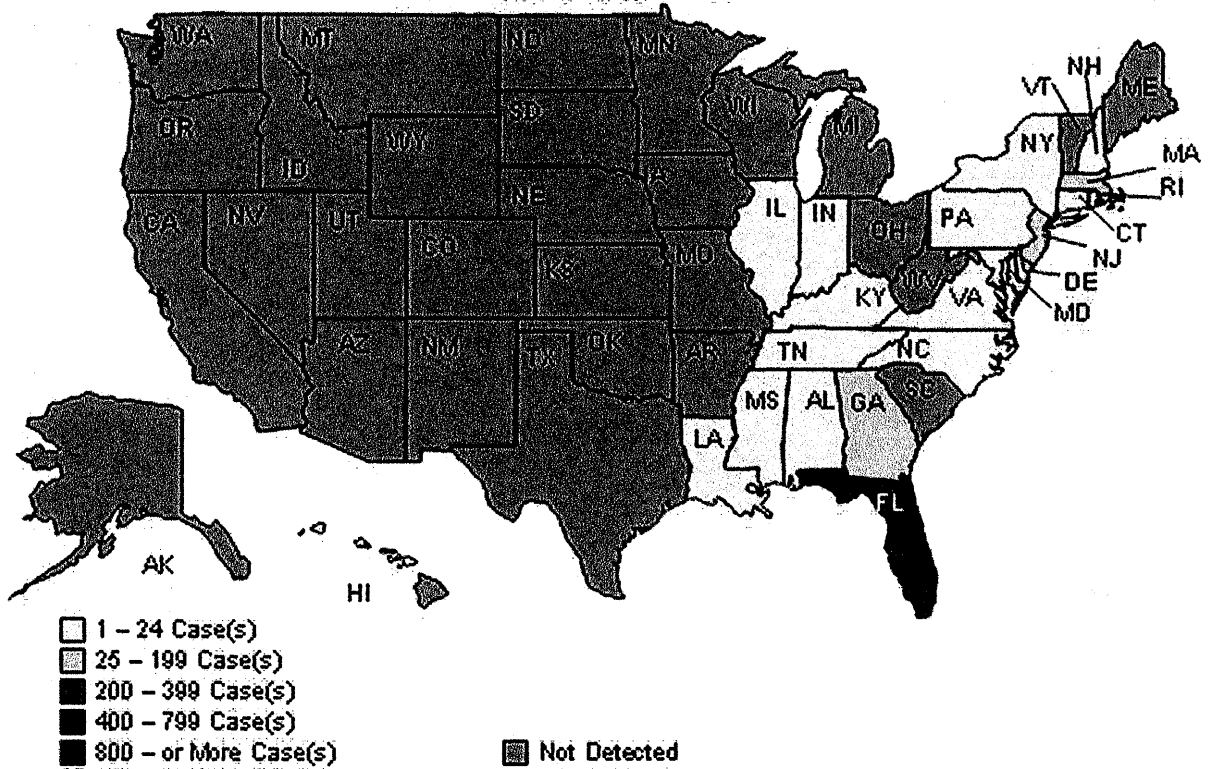 WA
MT
ND
MN
NH
VT
ME
OR
ID
WY
SD
WI
MI
NY
MA
RI
CA
NV
UT
CO
NE
IA
IL
IN
OH
PA
CT
NJ
KS
MO
KY
WV
VA
DE
MD
AZ
NM
TX
OK
AR
TN
NC
SC
MS
AL
GA
LA
FL
AK
HI
1 – 24 Case(s)
25 – 199 Case(s)
200 – 399 Case(s)
400 – 799 Case(s)
800 – or More Case(s)
Not Detected